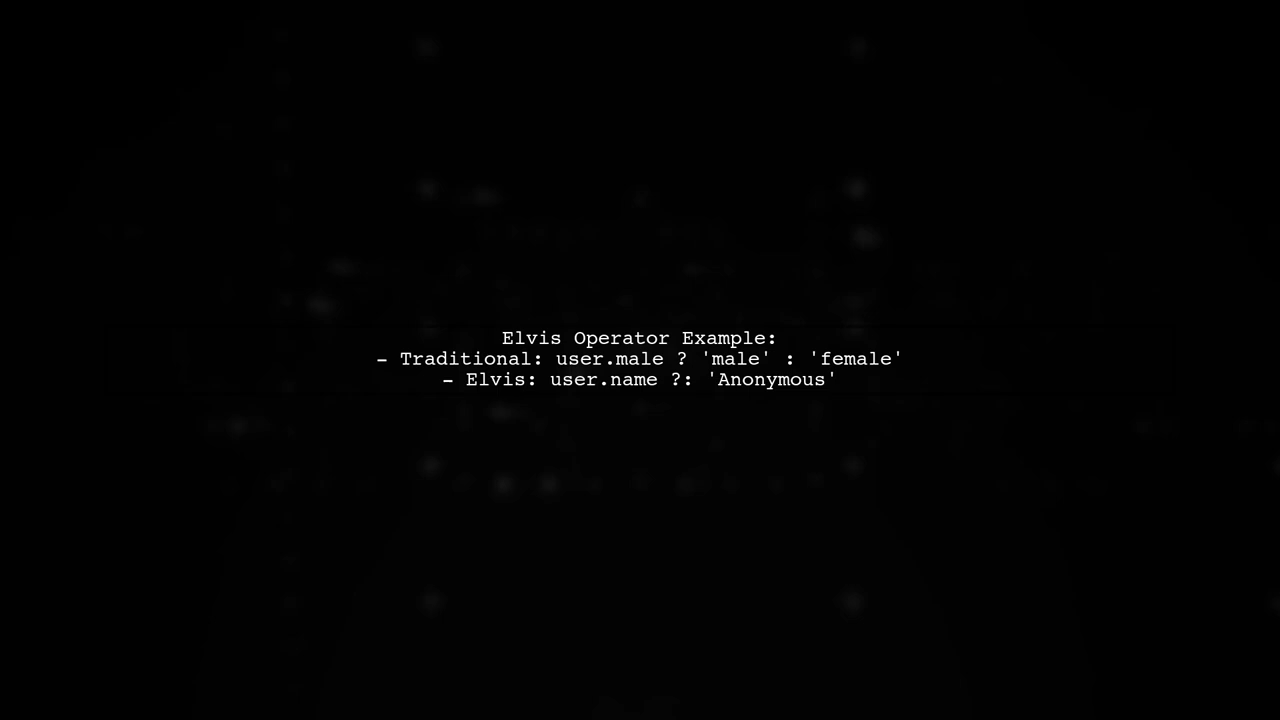 Elvis Operator Example:
- Traditional: user.male ? 'male' : 'female'
- Elvis: user.name ?: 'Anonymous'